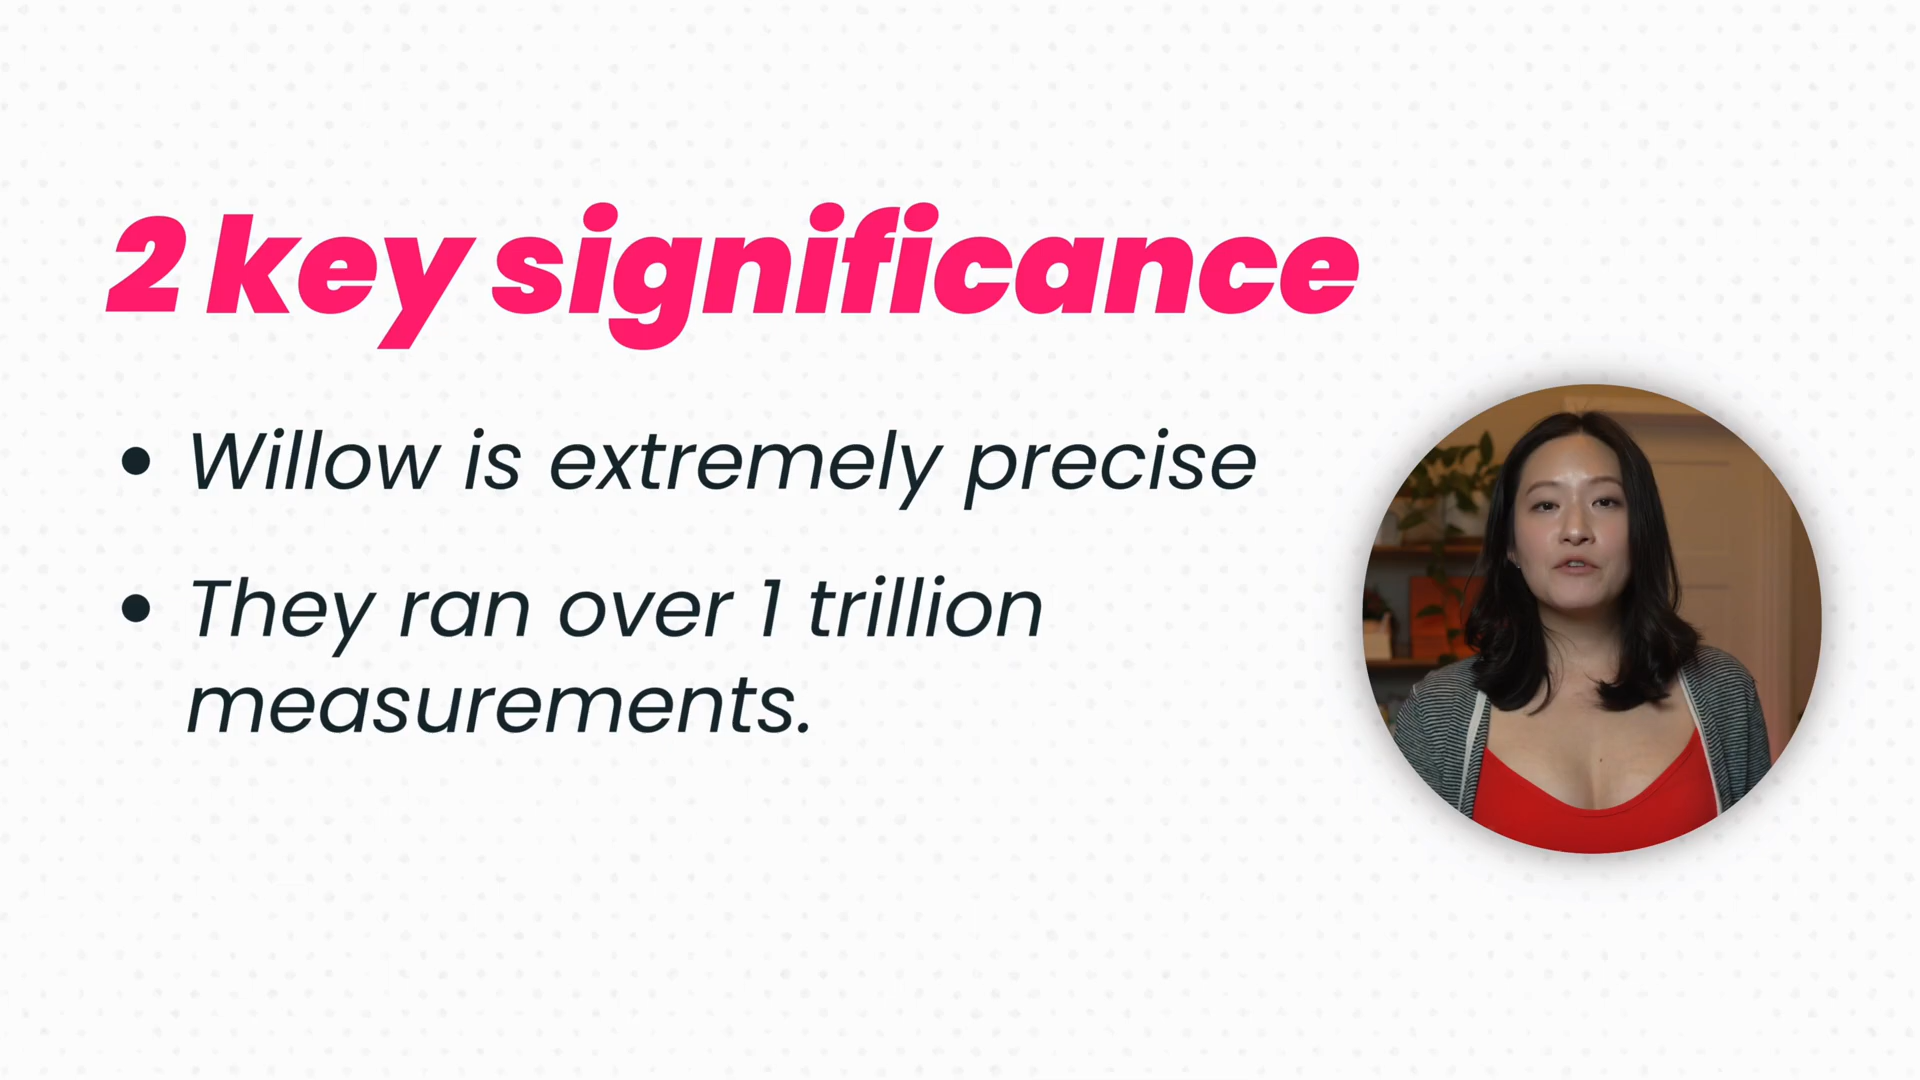 2 key significance
• Willow is extremely precise
• They ran over 1 trillion
measurements.